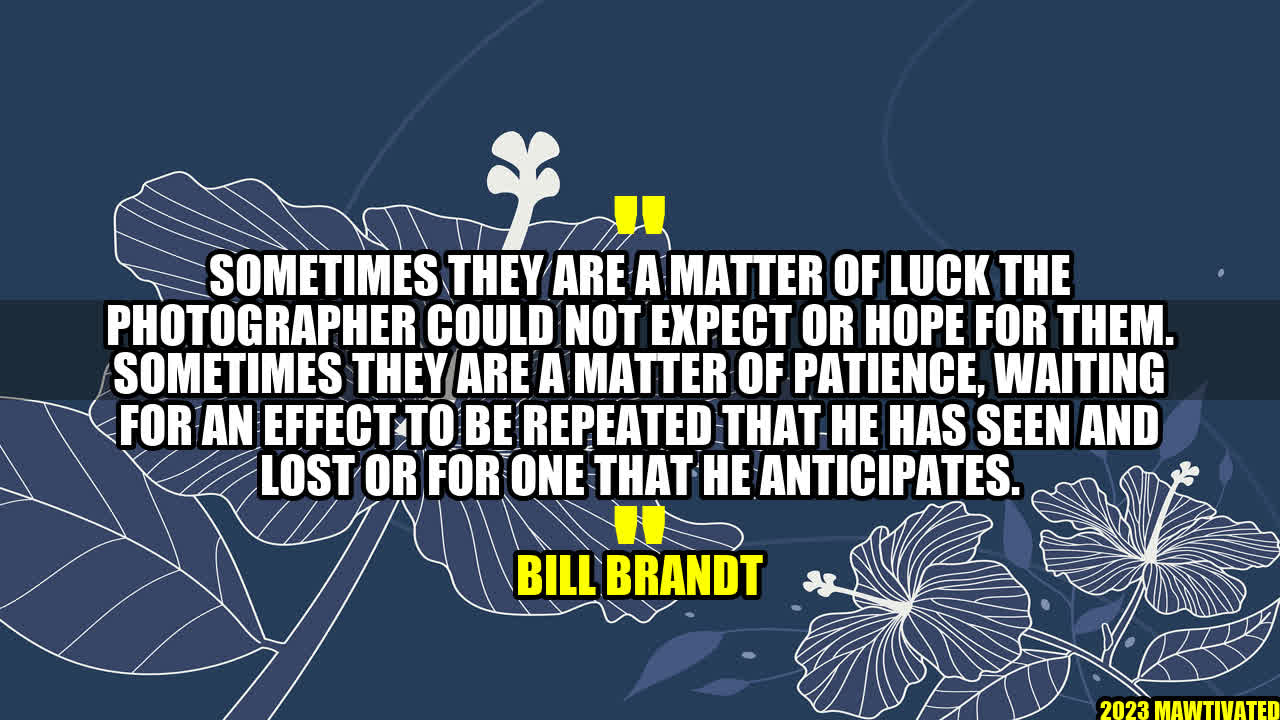 "
SOMETIMES THEY ARE A MATTER OF LUCK THE
PHOTOGRAPHER COULD NOT EXPECT OR HOPE FOR THEM.
SOMETIMES THEY ARE A MATTER OF PATIENCE, WAITING
FOR AN EFFECT TO BE REPEATED THAT HE HAS SEEN AND
LOST OR FOR ONE THAT HE ANTICIPATES.
"
BILL BRANDT
2023 MAWTIVATED